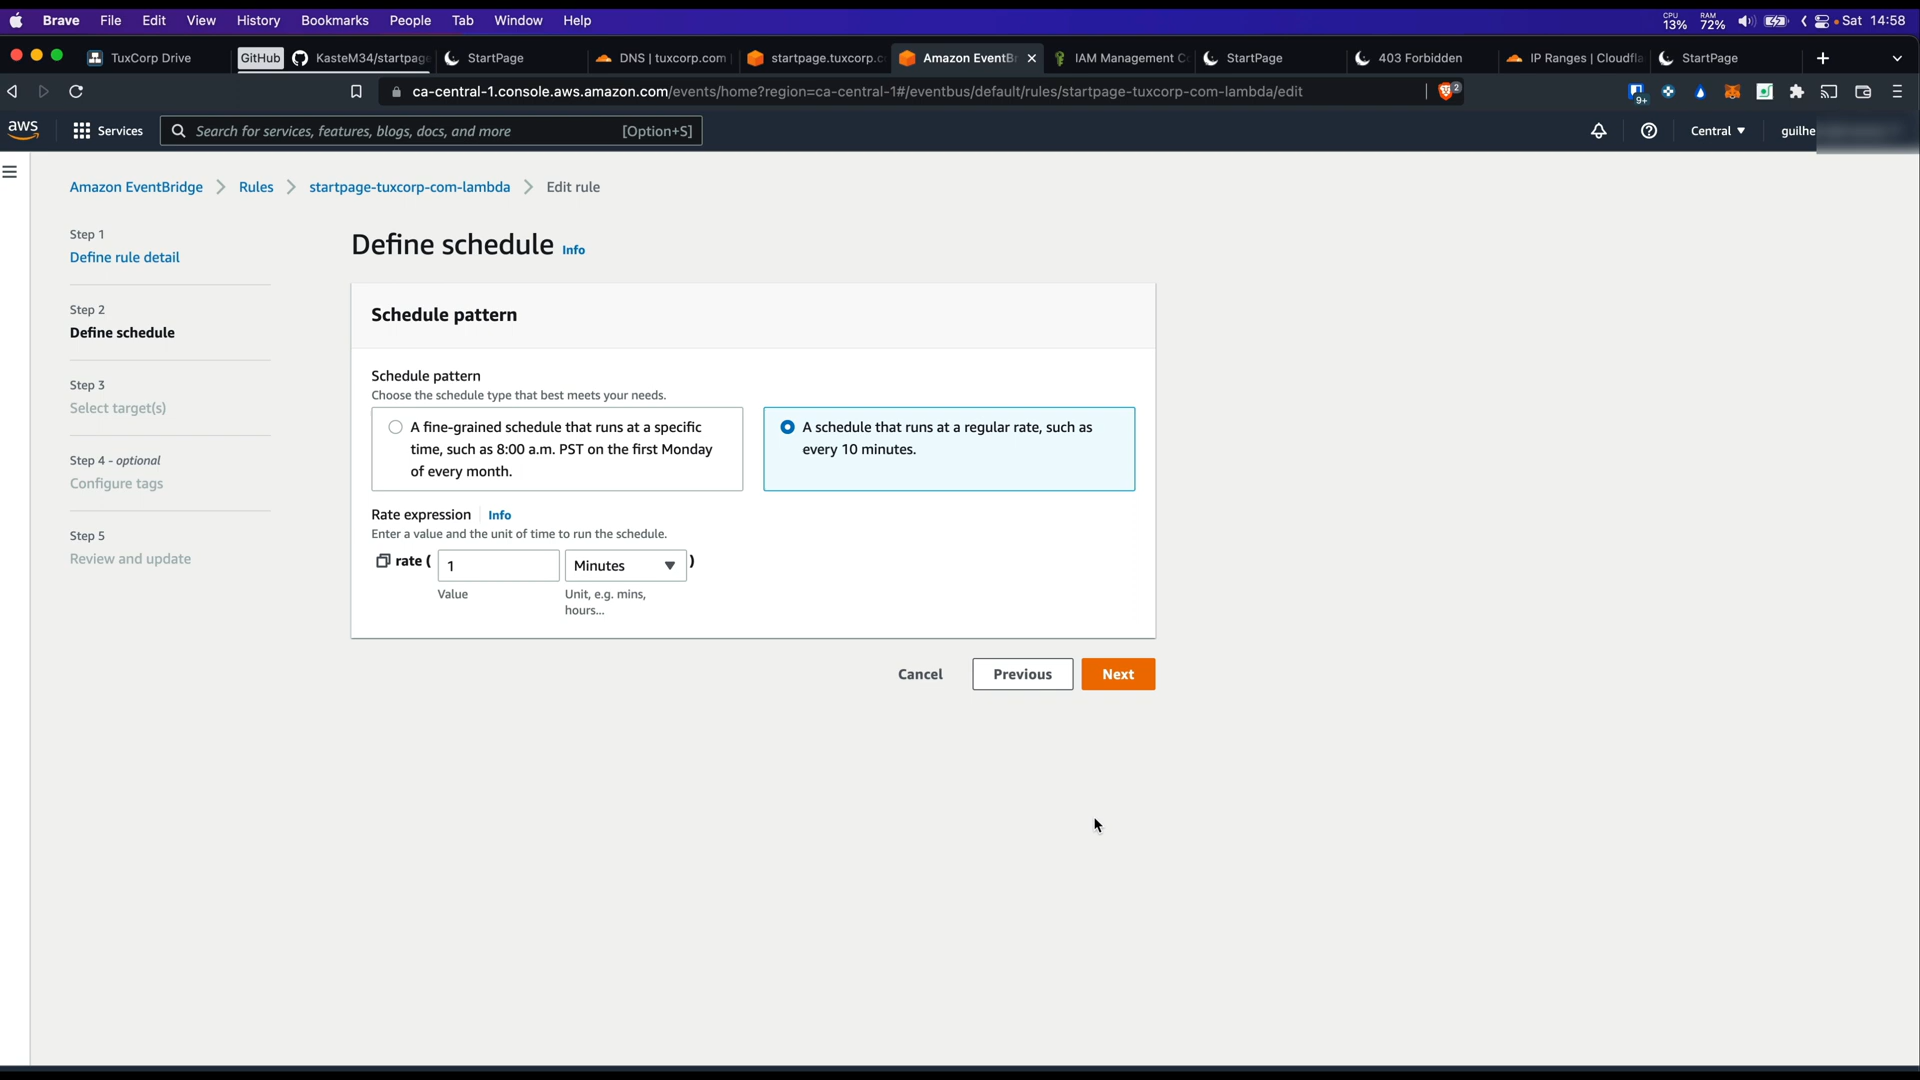 Brave File Edit View History Bookmarks People Tab Window Help CPU 13% RAM 72% Sat 14:58
TuxCorp Drive GitHub KasteM34/startpage StartPage DNS | tuxcorp.com startpage.tuxcorp.c Amazon EventBr IAM Management C StartPage 403 Forbidden IP Ranges | Cloudfla StartPage
ca-central-1.console.aws.amazon.com/events/home?region=ca-central-1#/eventbus/default/rules/startpage-tuxcorp-com-lambda/edit 2 9+
aws Services Search for services, features, blogs, docs, and more [Option+S] Central guilhe
Amazon EventBridge Rules startpage-tuxcorp-com-lambda Edit rule
Step 1
Define rule detail
Step 2
Define schedule
Step 3
Select target(s)
Step 4 - optional
Configure tags
Step 5
Review and update
Define schedule Info
Schedule pattern
Schedule pattern
Choose the schedule type that best meets your needs.
A fine-grained schedule that runs at a specific
time, such as 8:00 a.m. PST on the first Monday
of every month.
A schedule that runs at a regular rate, such as
every 10 minutes.
Rate expression Info
Enter a value and the unit of time to run the schedule.
rate ( 1 Minutes )
Value
Unit, e.g. mins,
hours...
Cancel Previous Next